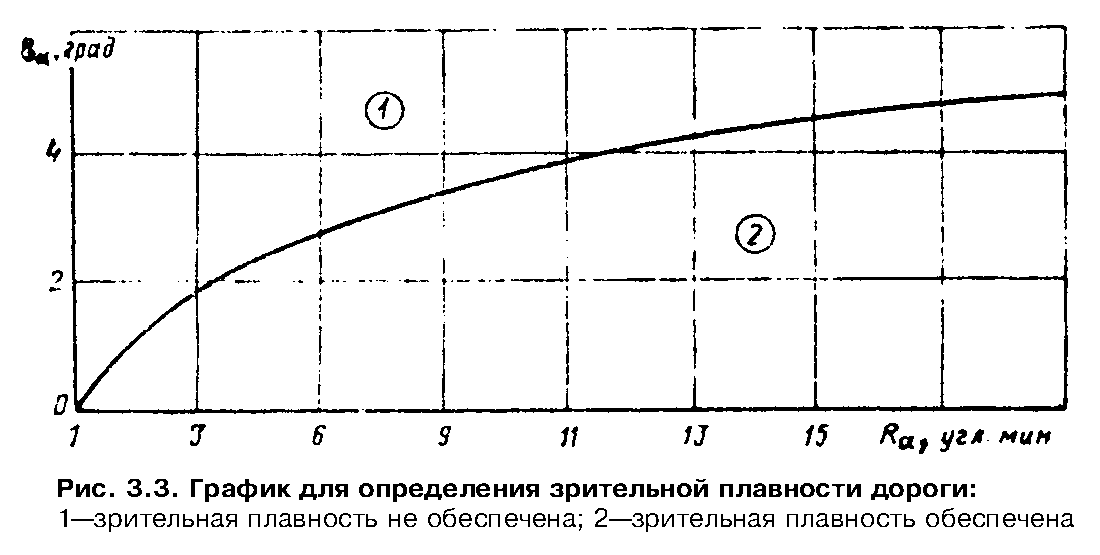 вα, град
1
4
2
2
0
1 3 6 9 11 13 15 Rα, угл. мин
Рис. 3.3. График для определения зрительной плавности дороги:
1—зрительная плавность не обеспечена; 2—зрительная плавность обеспечена